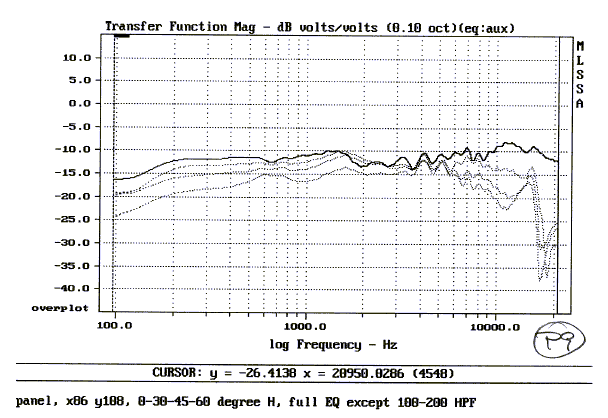 Transfer Function Mag - dB volts/volts (0.10 oct)(eq:aux)
MLSSA
10.0
5.0
0.0
-5.0
-10.0
-15.0
-20.0
-25.0
-30.0
-35.0
-40.0
overplot
100.0 1000.0 10000.0
log Frequency - Hz
CURSOR: y = -26.4130 x = 20950.0286 (4540)
panel, x86 y108, 0-30-45-60 degree H, full EQ except 100-200 HPF